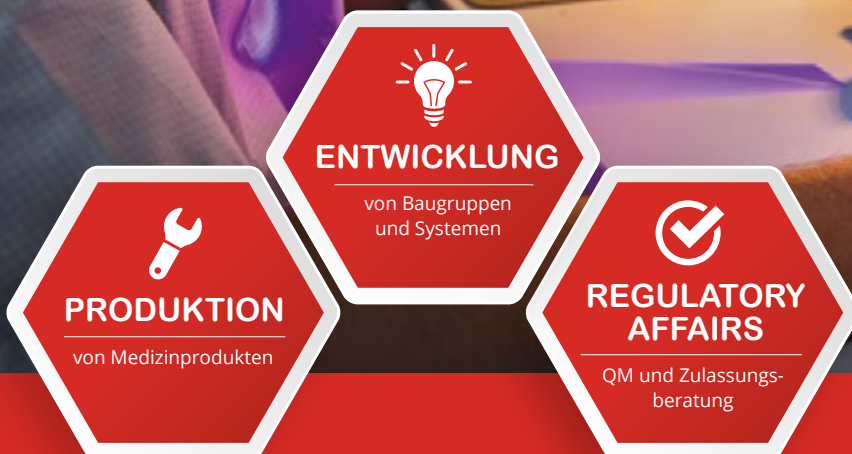 ENTWICKLUNG
von Baugruppen
und Systemen
PRODUKTION
von Medizinprodukten
REGULATORY
AFFAIRS
QM und Zulassungs-
beratung